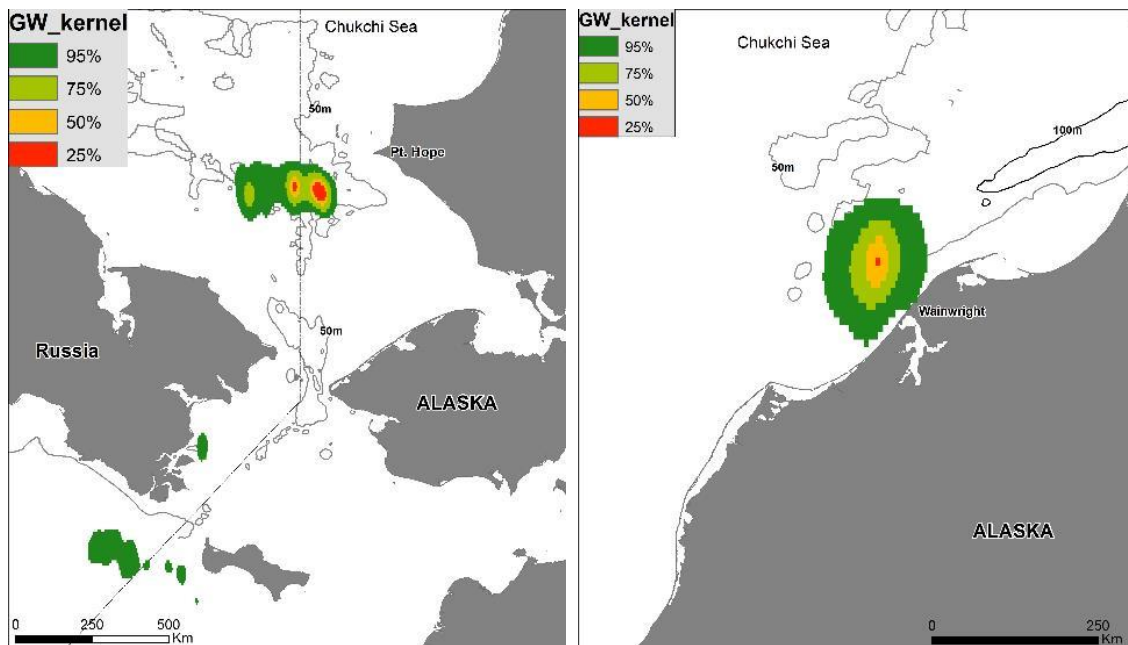 GW_kernel
95%
75%
50%
25%
Chukchi Sea
50m
Pt. Hope
50m
Russia
ALASKA
0 250 500
Km
GW_kernel
95%
75%
50%
25%
Chukchi Sea
100m
50m
Wainwright
ALASKA
0 250
Km